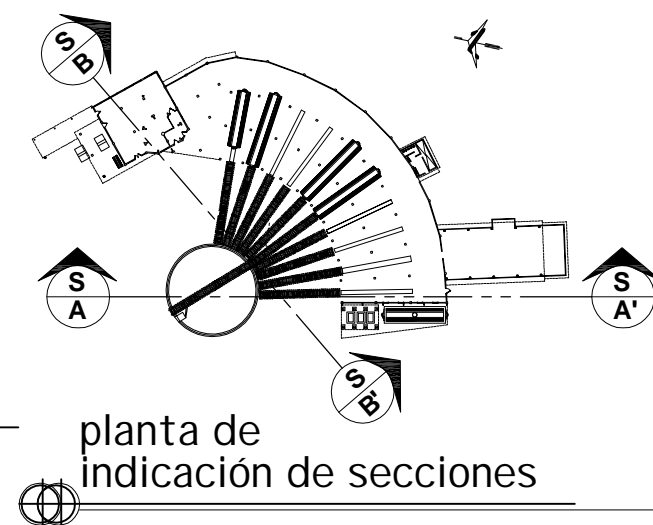 S
B
S
A
S
A'
S
B'
planta de
indicación de secciones